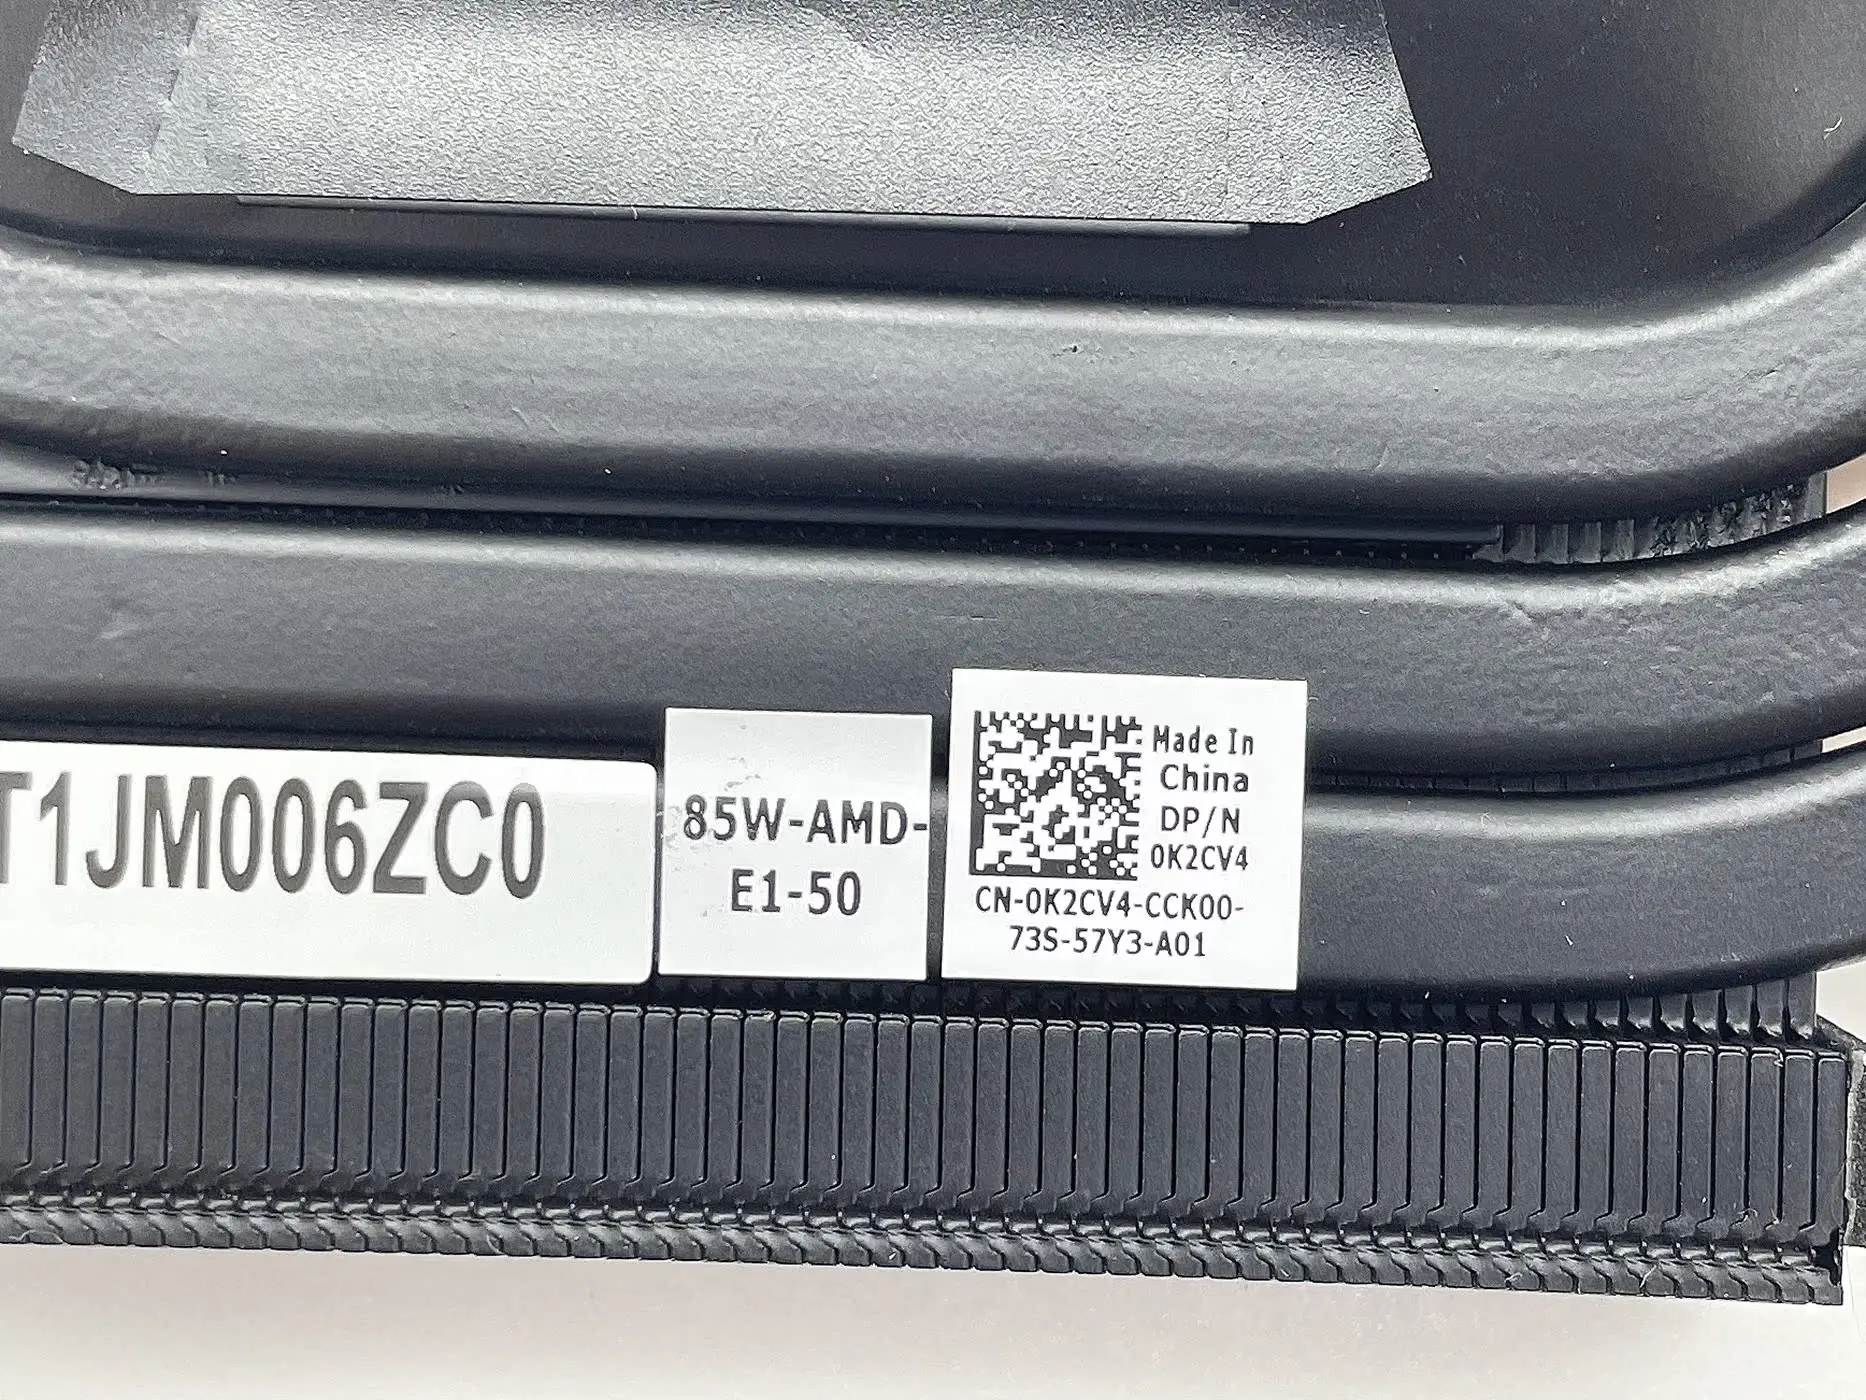 T1JM006ZC0
85W-AMD-
E1-50
Made In
China
DP/N
0K2CV4
CN-0K2CV4-CCK00-
73S-57Y3-A01